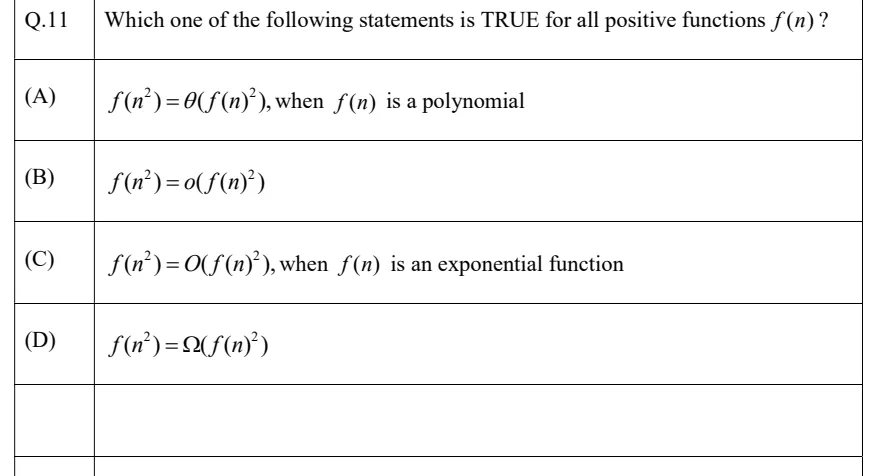 Q.11 Which one of the following statements is TRUE for all positive functions f(n) ?
(A) f(n²) = θ(f(n)²), when f(n) is a polynomial
(B) f(n²) = o(f(n)²)
(C) f(n²) = O(f(n)²), when f(n) is an exponential function
(D) f(n²) = Ω(f(n)²)